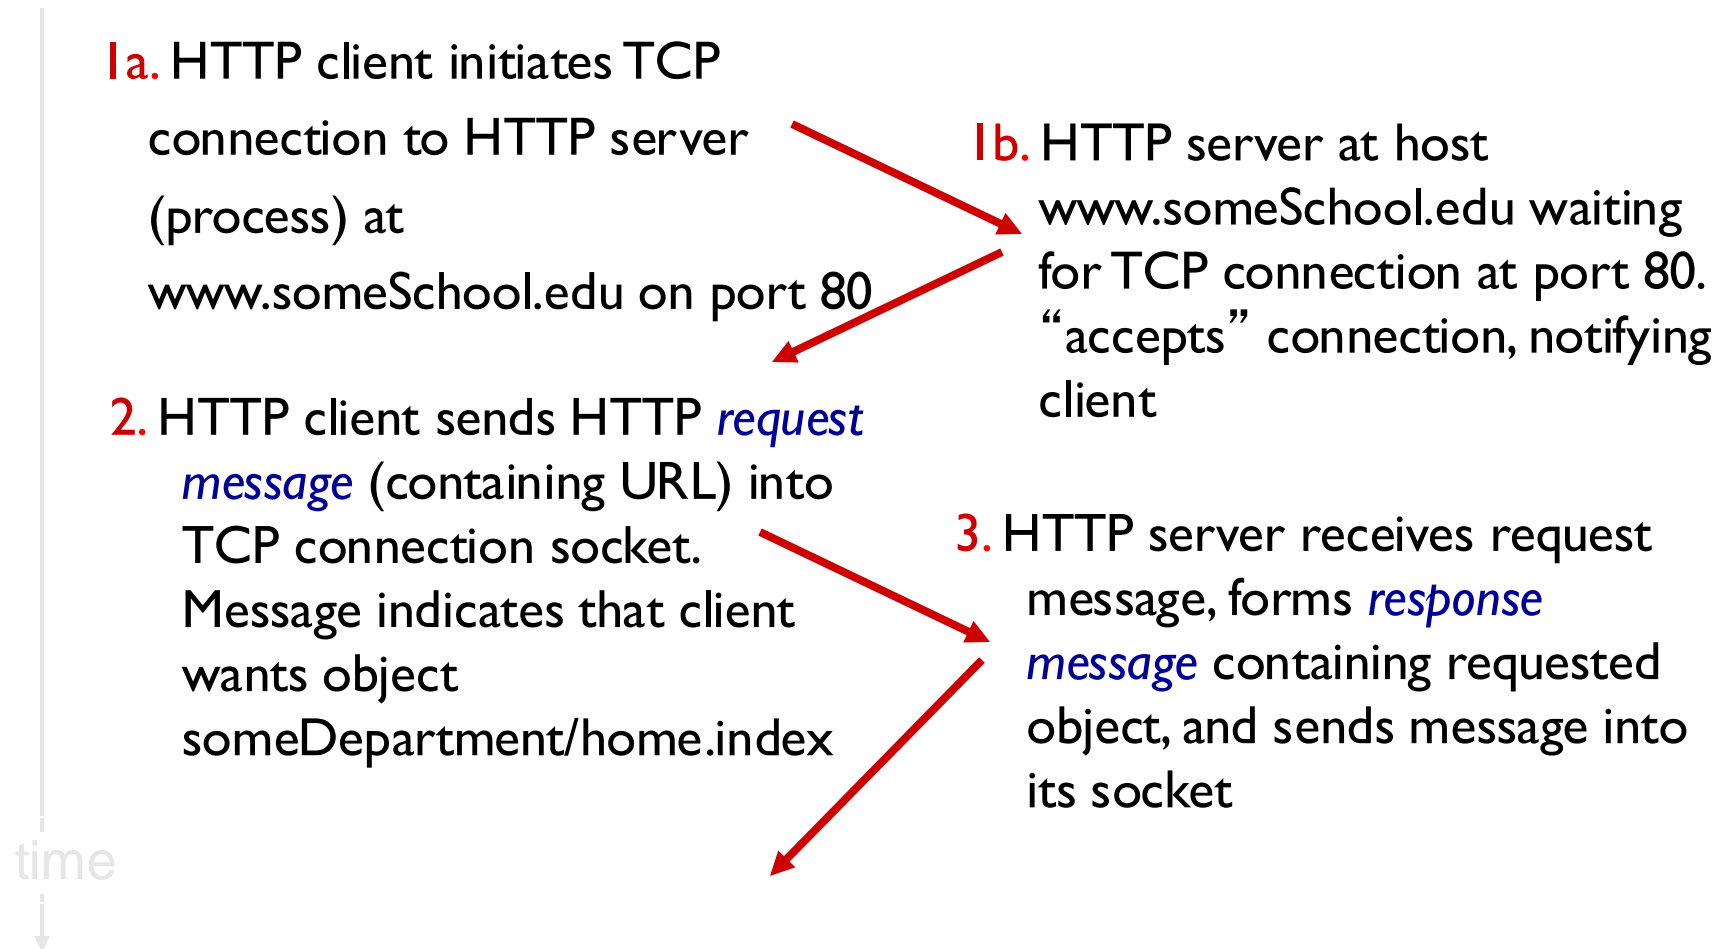 1a. HTTP client initiates TCP
connection to HTTP server
(process) at
www.someSchool.edu on port 80
1b. HTTP server at host
www.someSchool.edu waiting
for TCP connection at port 80.
“accepts” connection, notifying
client
2. HTTP client sends HTTP request
message (containing URL) into
TCP connection socket.
Message indicates that client
wants object
someDepartment/home.index
3. HTTP server receives request
message, forms response
message containing requested
object, and sends message into
its socket
time